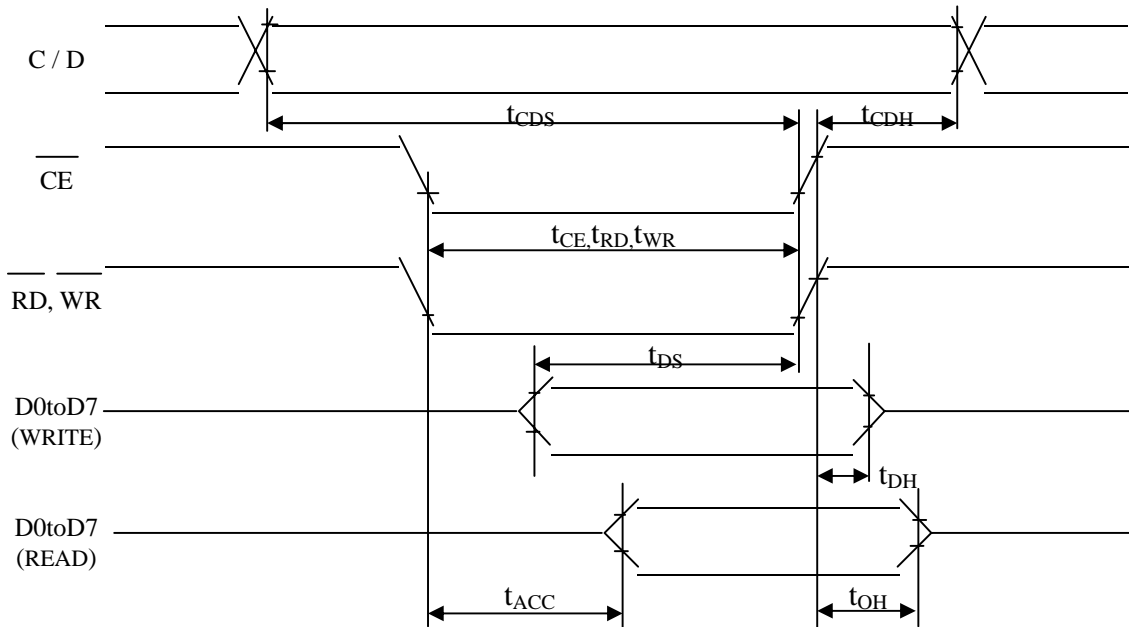 C / D
tCDS
tCDH
CE
tCE,tRD,tWR
RD, WR
tDS
D0toD7
(WRITE)
tDH
D0toD7
(READ)
tACC
tOH